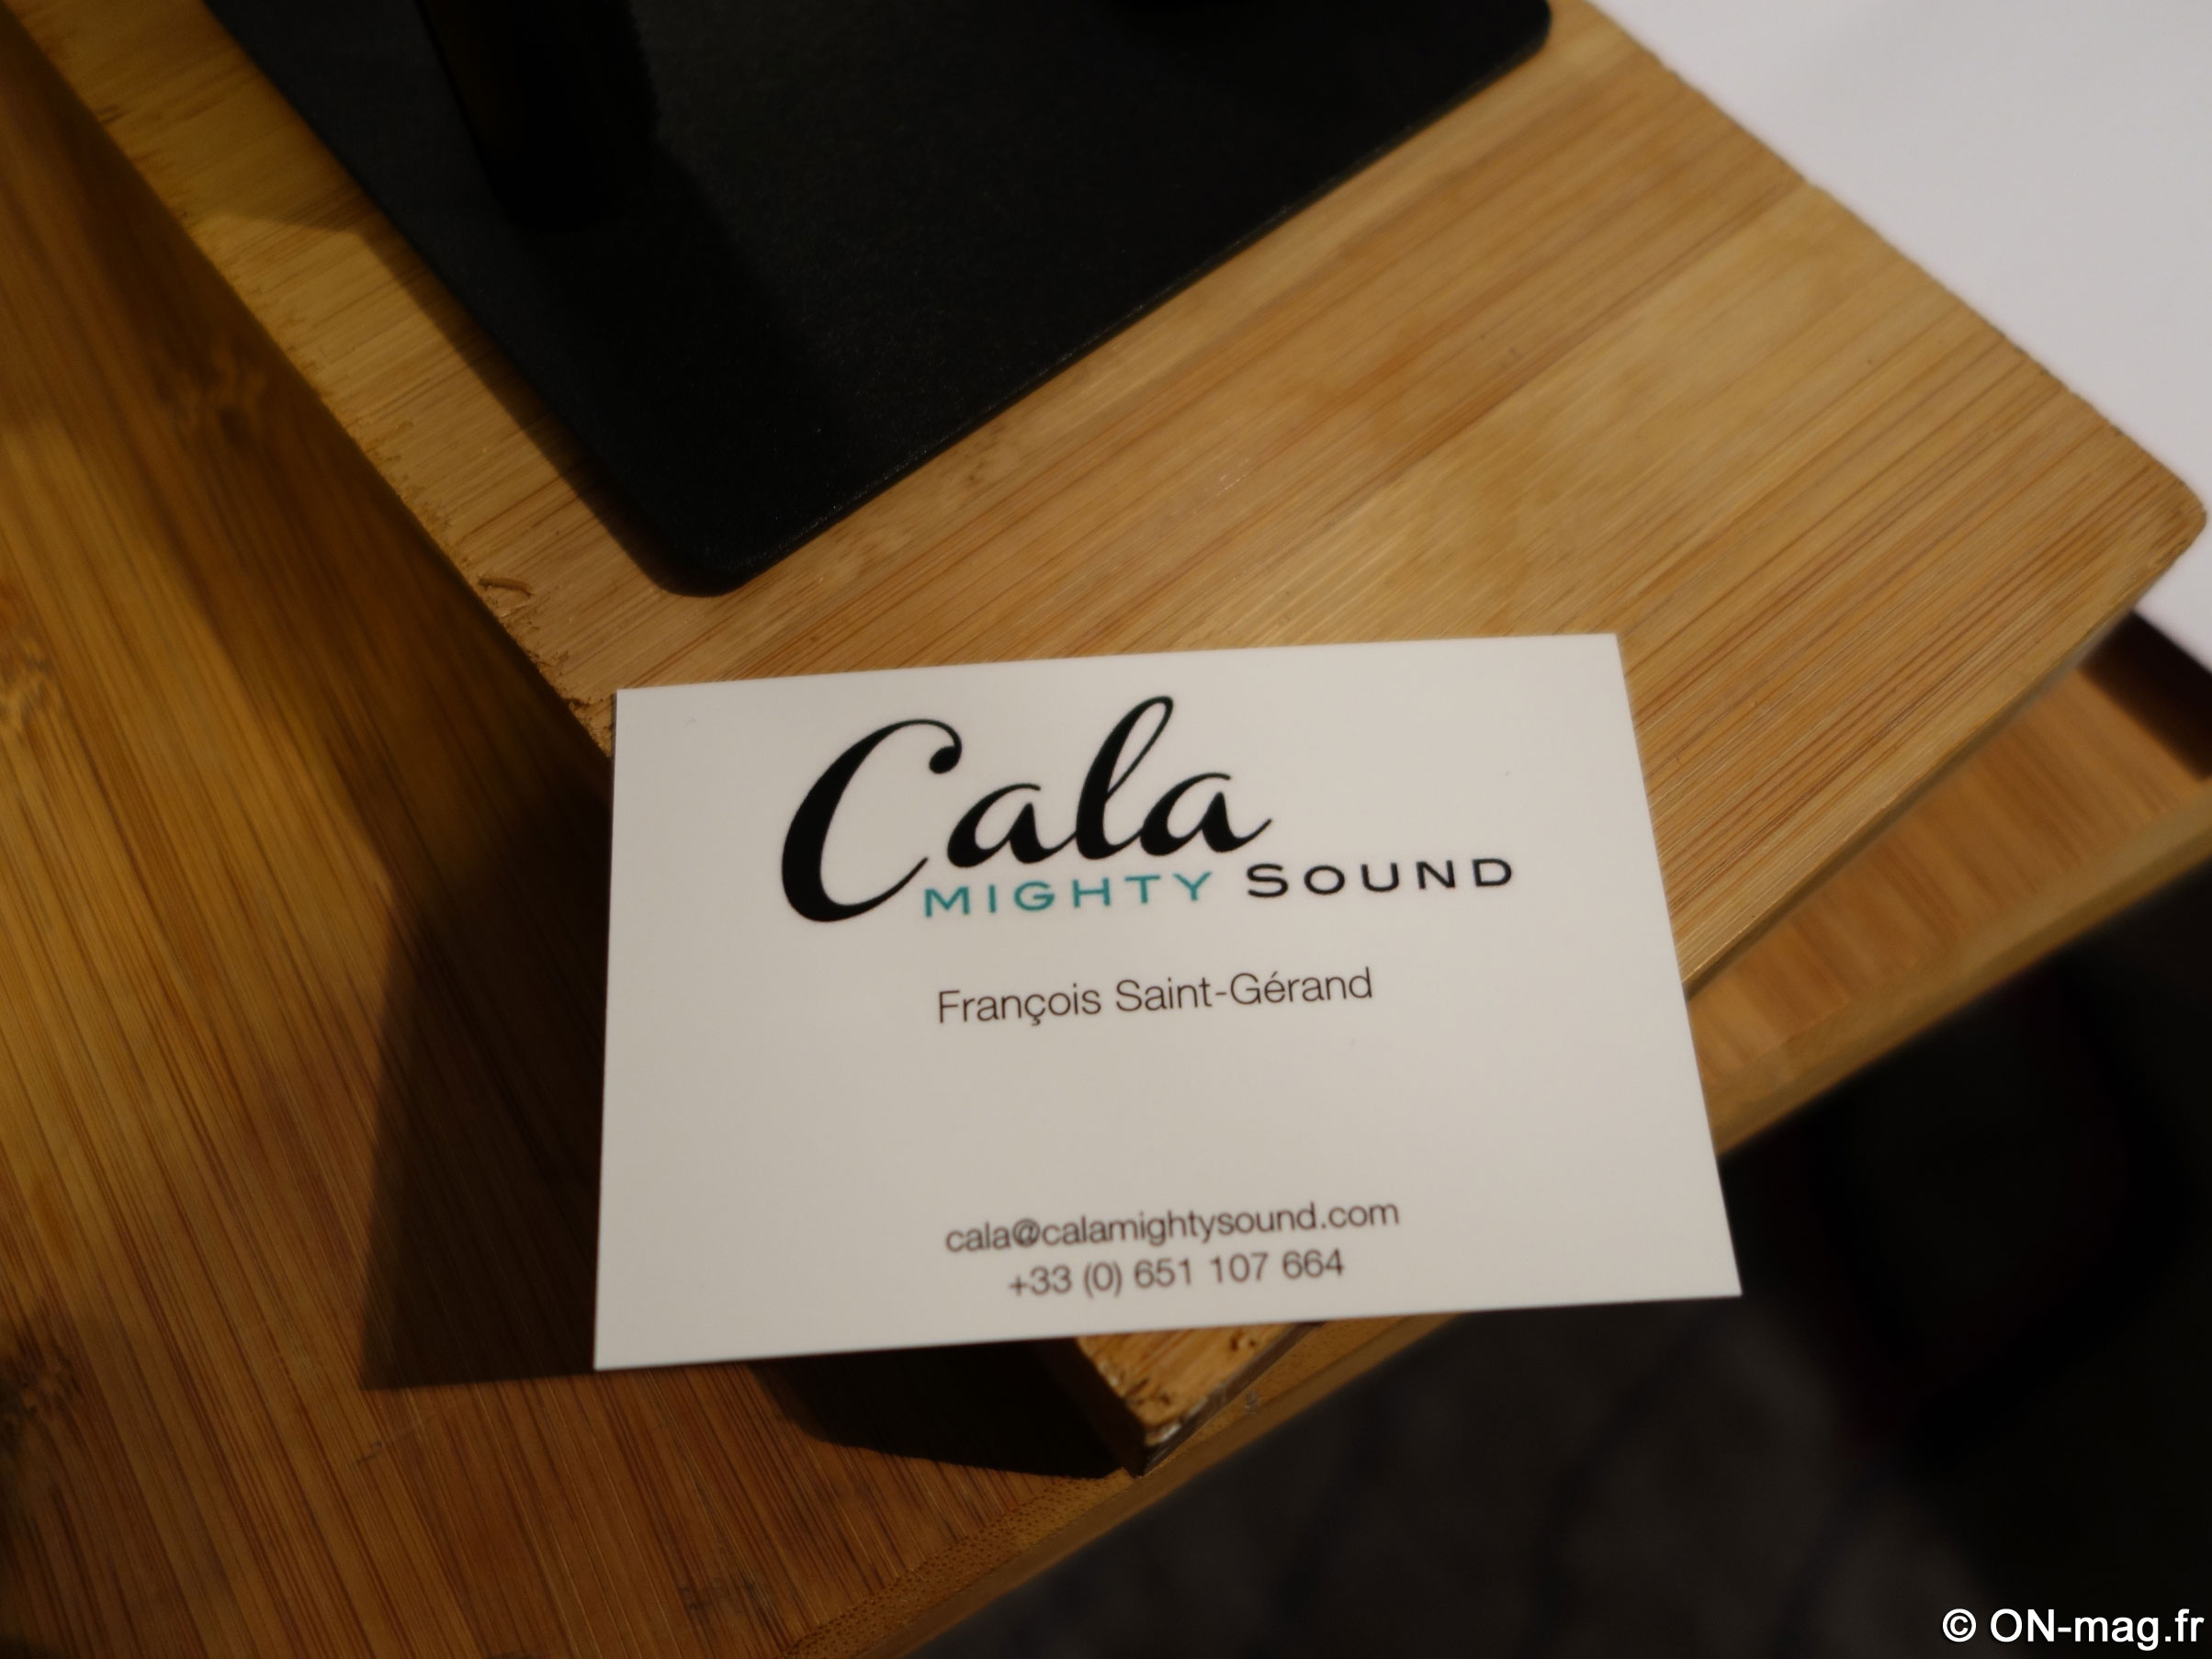 Cala
MIGHTY SOUND
François Saint-Gérand
cala@calamightysound.com
+33 (0) 651 107 664
© ON-mag.fr